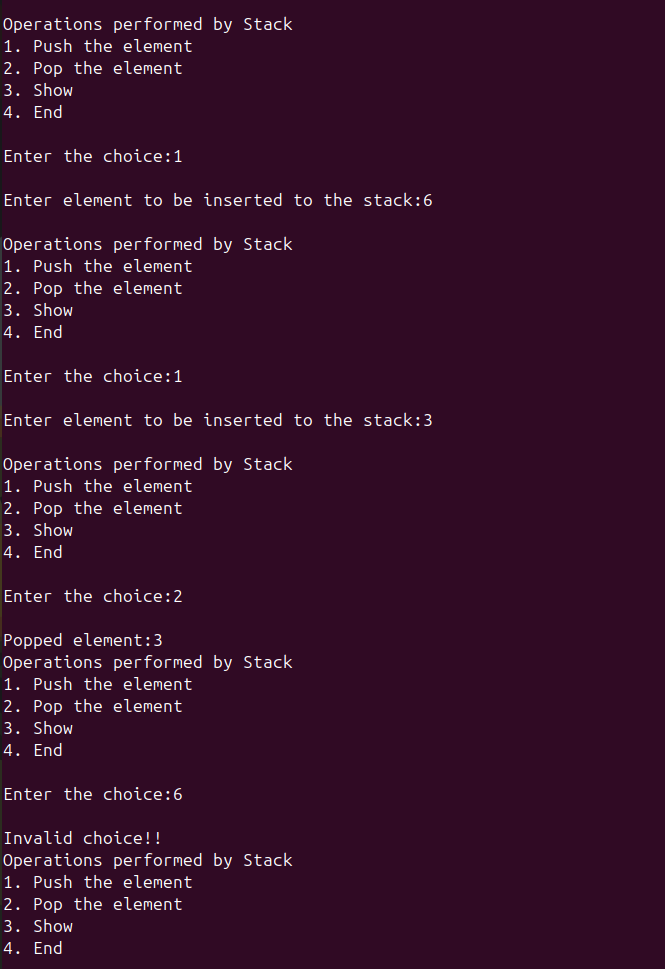 Operations performed by Stack
1. Push the element
2. Pop the element
3. Show
4. End
Enter the choice:1
Enter element to be inserted to the stack:6
Operations performed by Stack
1. Push the element
2. Pop the element
3. Show
4. End
Enter the choice:1
Enter element to be inserted to the stack:3
Operations performed by Stack
1. Push the element
2. Pop the element
3. Show
4. End
Enter the choice:2
Popped element:3
Operations performed by Stack
1. Push the element
2. Pop the element
3. Show
4. End
Enter the choice:6
Invalid choice!!
Operations performed by Stack
1. Push the element
2. Pop the element
3. Show
4. End